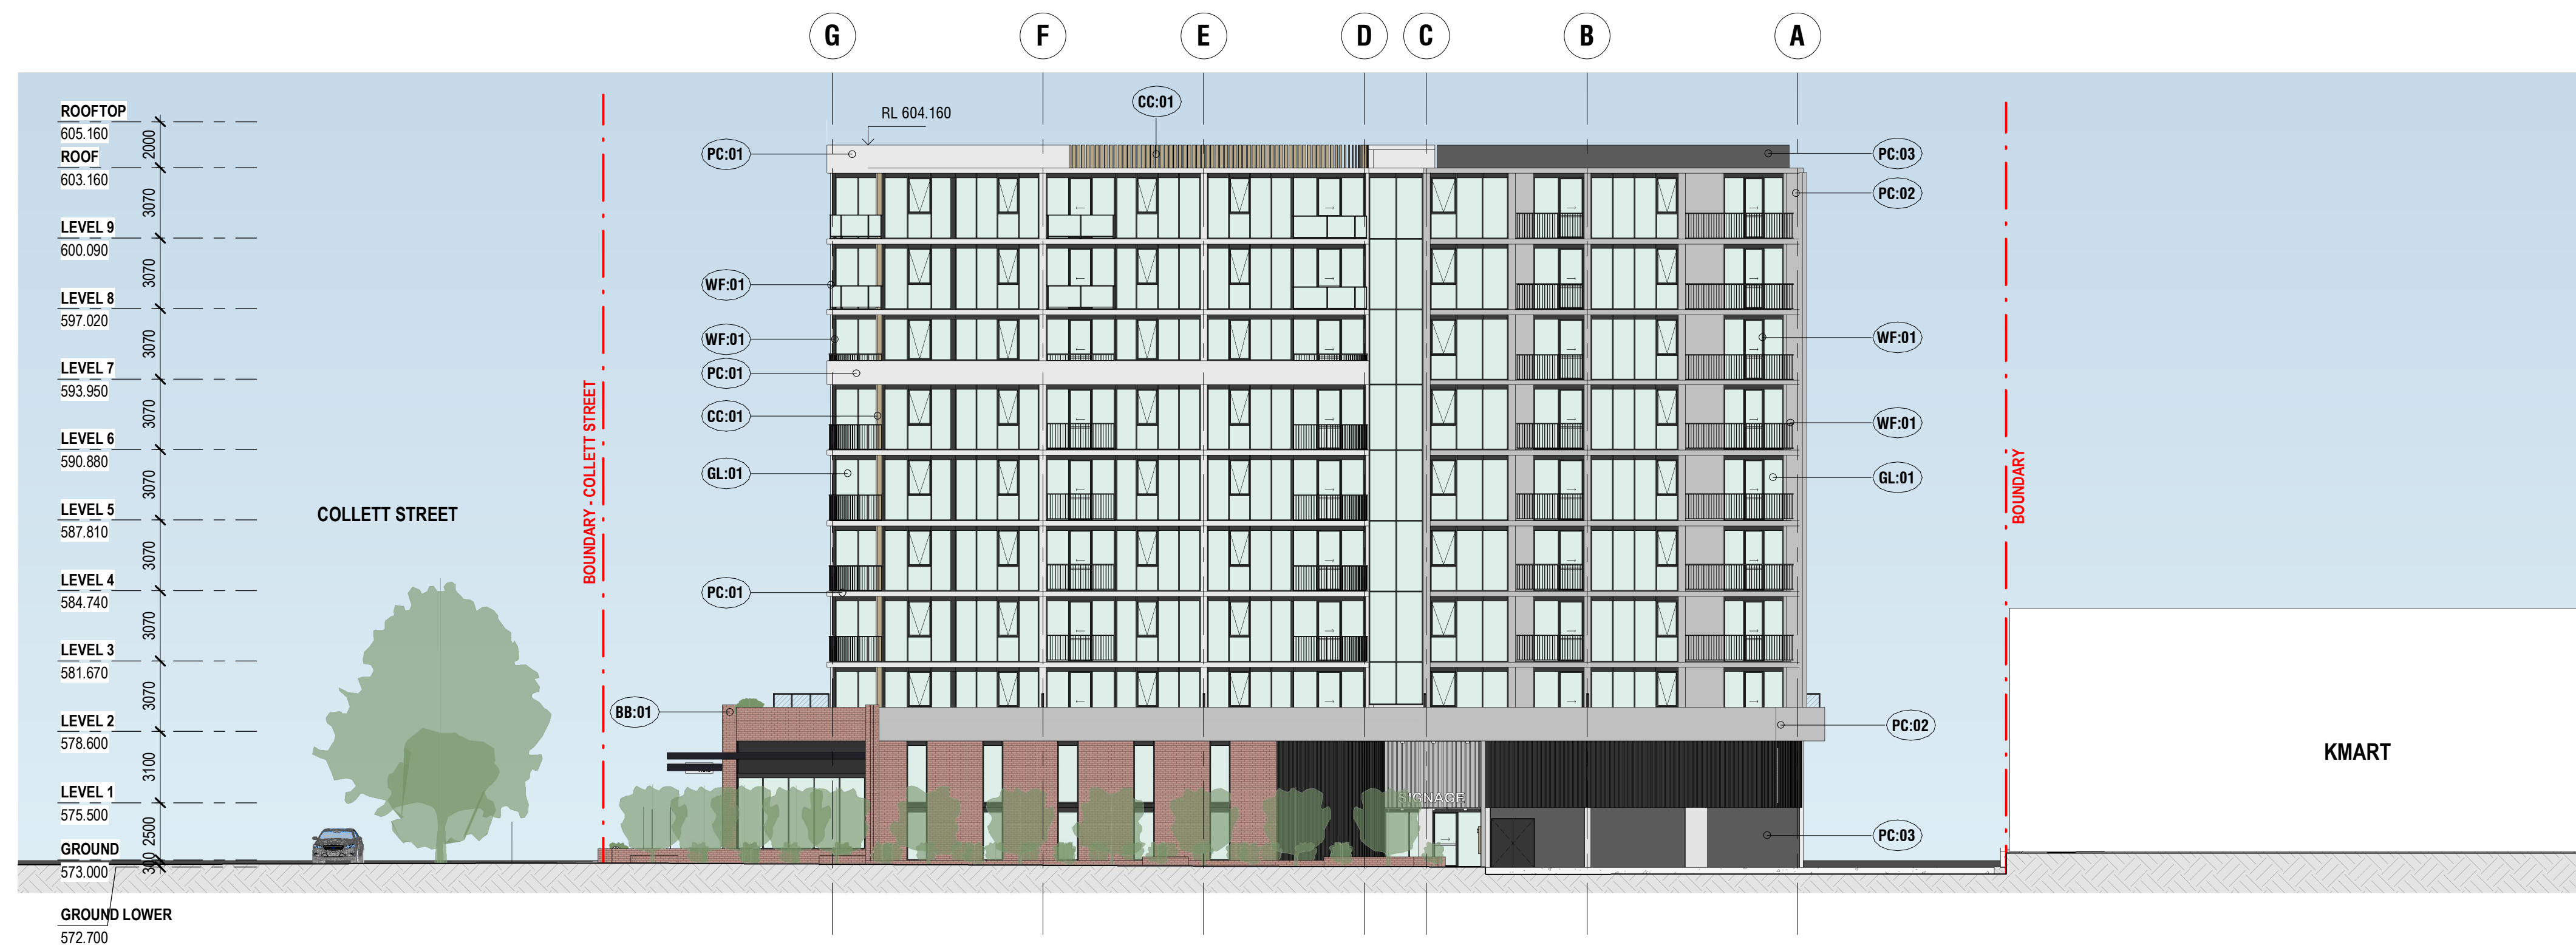 G
F
E
D
C
B
A
ROOFTOP
605.160
2000
ROOF
603.160
3070
LEVEL 9
600.090
3070
LEVEL 8
597.020
3070
LEVEL 7
593.950
3070
LEVEL 6
590.880
3070
LEVEL 5
587.810
3070
LEVEL 4
584.740
3070
LEVEL 3
581.670
3070
LEVEL 2
578.600
3100
LEVEL 1
575.500
2500
GROUND
573.000
300
GROUND LOWER
572.700
COLLETT STREET
BOUNDARY - COLLETT STREET
RL 604.160
CC:01
PC:01
WF:01
WF:01
PC:01
CC:01
GL:01
PC:01
BB:01
SIGNAGE
PC:03
PC:02
WF:01
WF:01
GL:01
PC:02
PC:03
BOUNDARY
KMART